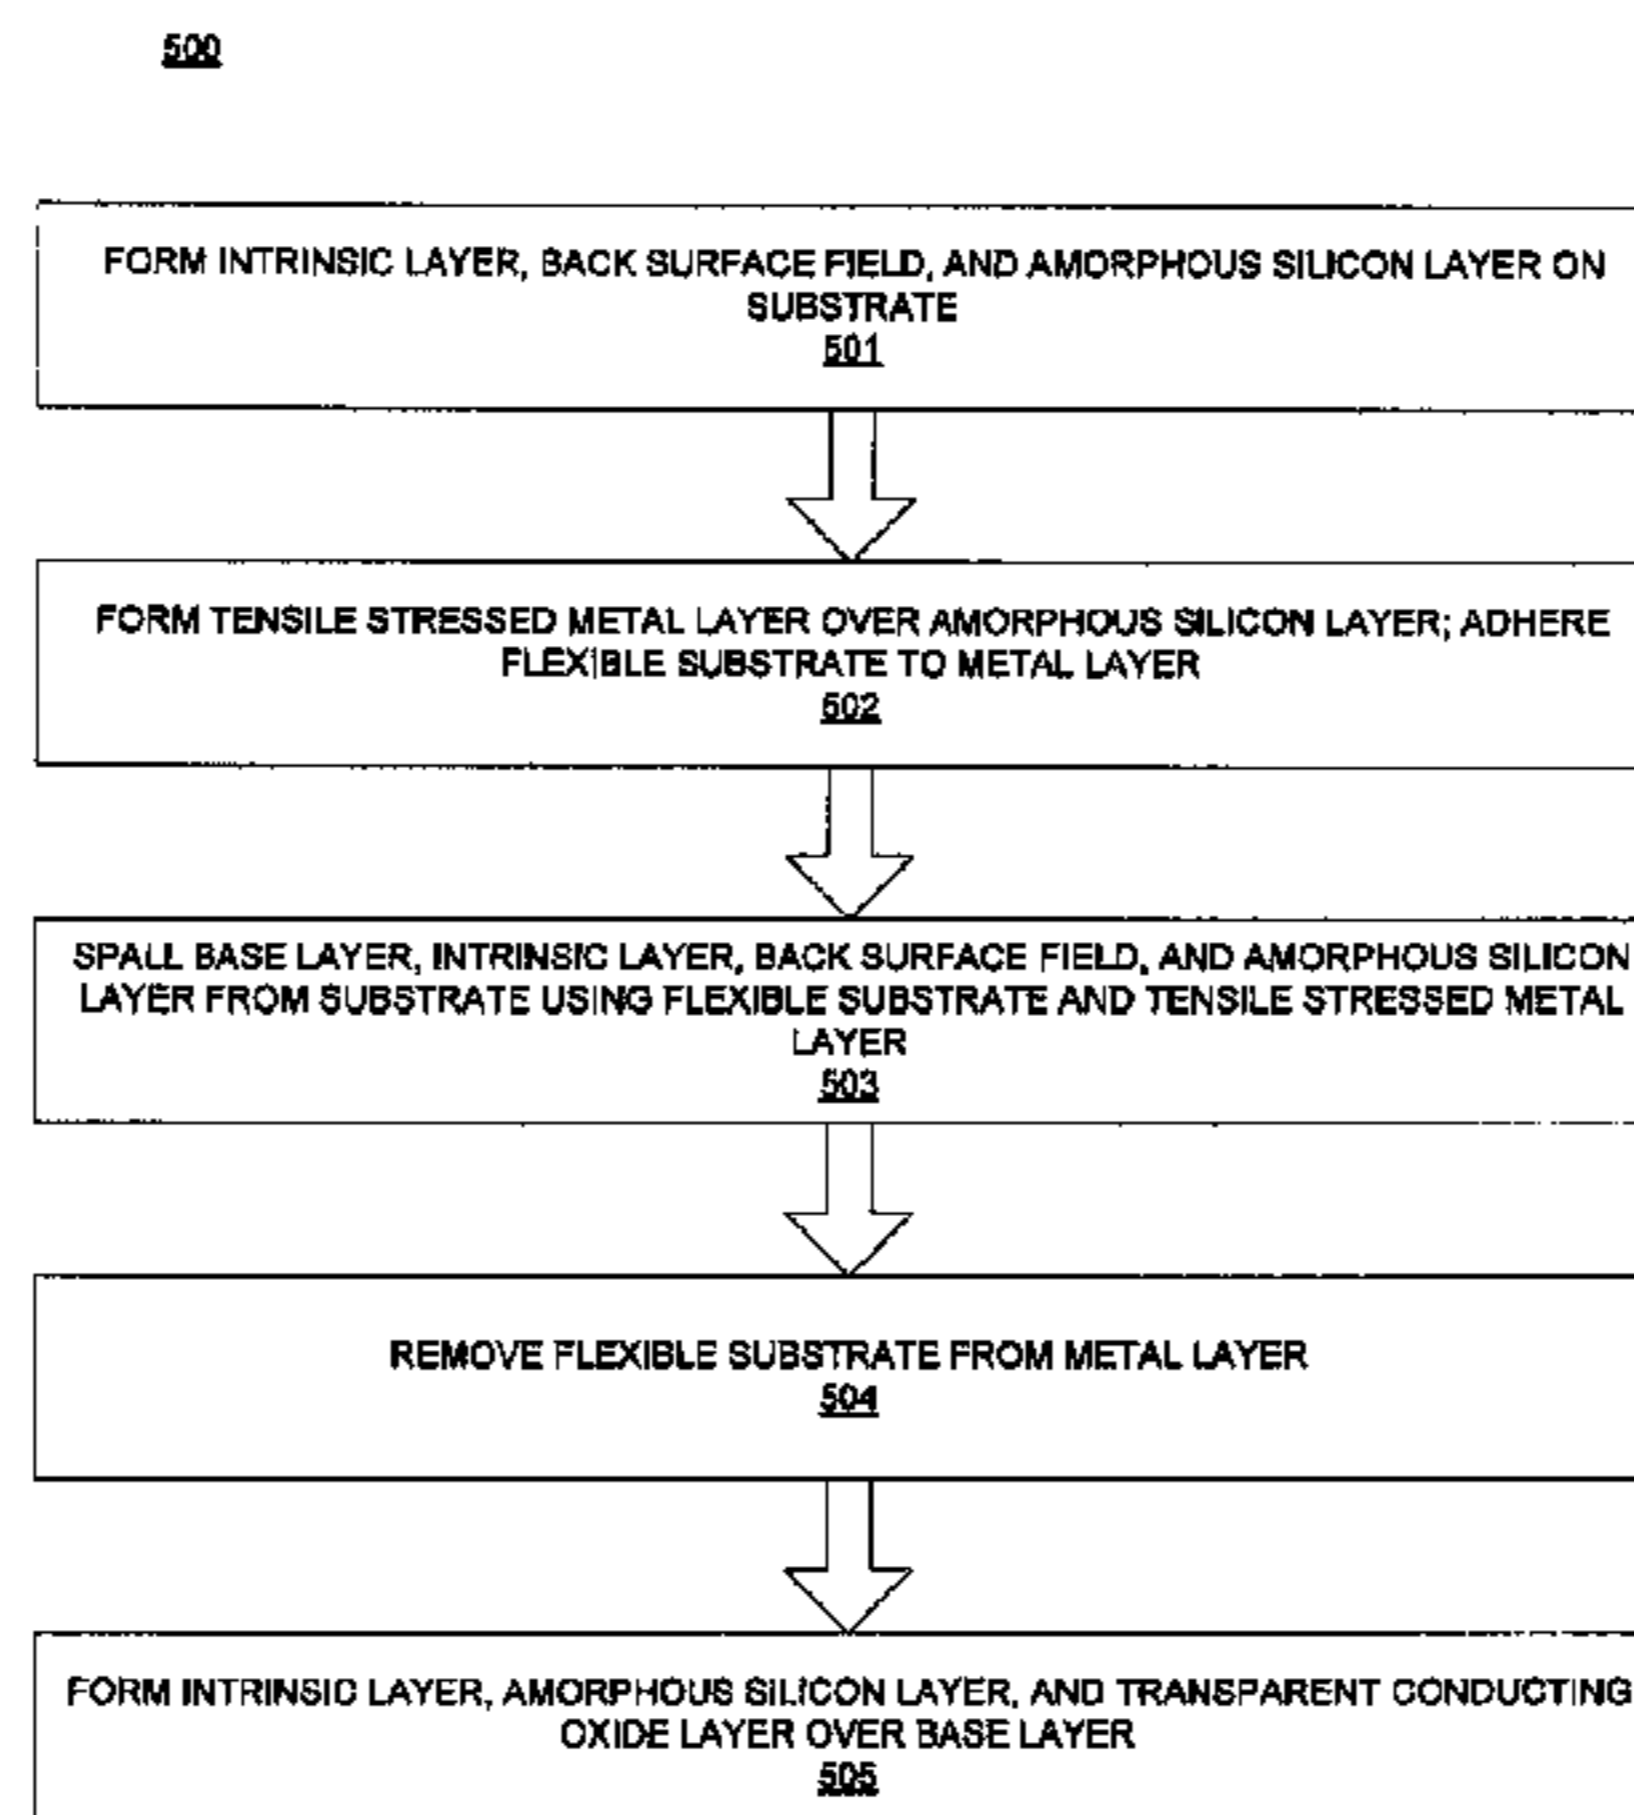 500
FORM INTRINSIC LAYER, BACK SURFACE FIELD, AND AMORPHOUS SILICON LAYER ON
SUBSTRATE
501
FORM TENSILE STRESSED METAL LAYER OVER AMORPHOUS SILICON LAYER; ADHERE
FLEXIBLE SUBSTRATE TO METAL LAYER
502
SPALL BASE LAYER, INTRINSIC LAYER, BACK SURFACE FIELD, AND AMORPHOUS SILICON
LAYER FROM SUBSTRATE USING FLEXIBLE SUBSTRATE AND TENSILE STRESSED METAL
LAYER
503
REMOVE FLEXIBLE SUBSTRATE FROM METAL LAYER
504
FORM INTRINSIC LAYER, AMORPHOUS SILICON LAYER, AND TRANSPARENT CONDUCTING
OXIDE LAYER OVER BASE LAYER
505